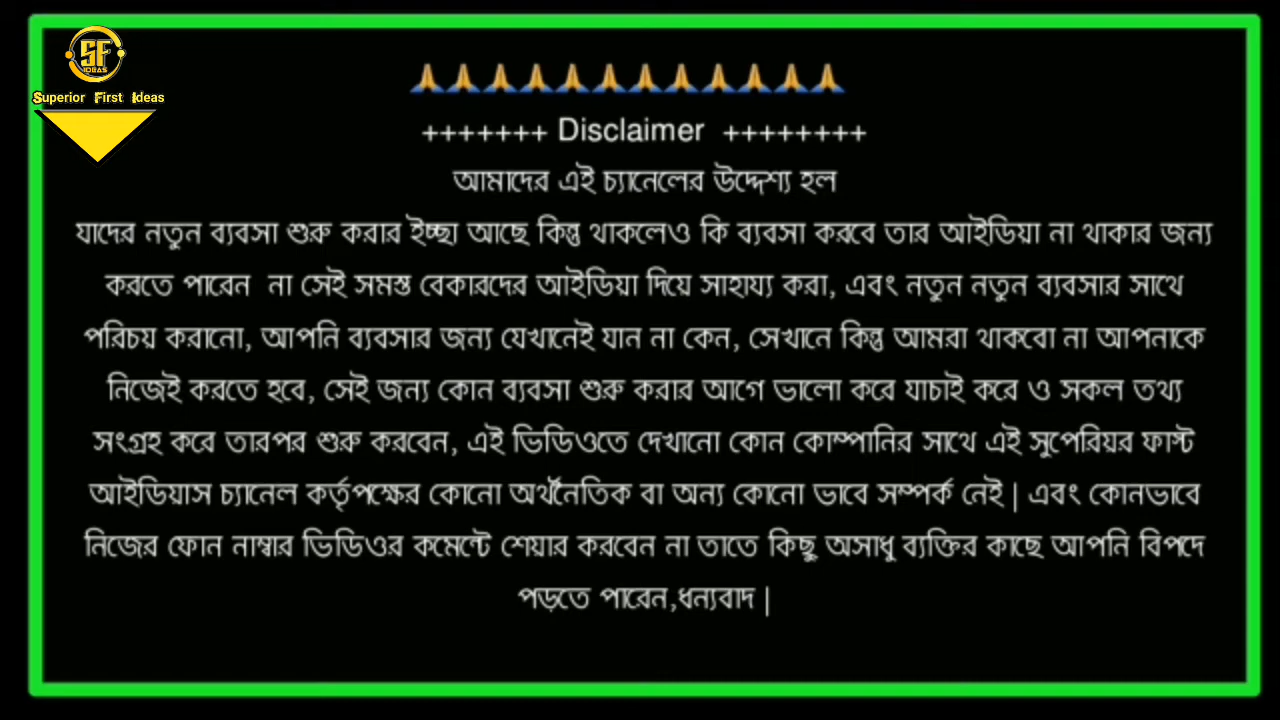 SF
IDEAS
Superior First Ideas
🙏🙏🙏🙏🙏🙏🙏🙏🙏🙏🙏🙏
+++++++ Disclaimer ++++++++
আমাদের এই চ্যানেলের উদ্দেশ্য হল
যাদের নতুন ব্যবসা শুরু করার ইচ্ছা আছে কিন্তু থাকলেও কি ব্যবসা করবে তার আইডিয়া না থাকার জন্য
করতে পারেন না সেই সমস্ত বেকারদের আইডিয়া দিয়ে সাহায্য করা, এবং নতুন নতুন ব্যবসার সাথে
পরিচয় করানো, আপনি ব্যবসার জন্য যেখানেই যান না কেন, সেখানে কিন্তু আমরা থাকবো না আপনাকে
নিজেই করতে হবে, সেই জন্য কোন ব্যবসা শুরু করার আগে ভালো করে যাচাই করে ও সকল তথ্য
সংগ্রহ করে তারপর শুরু করবেন, এই ভিডিওতে দেখানো কোন কোম্পানির সাথে এই সুপেরিয়র ফাস্ট
আইডিয়াস চ্যানেল কর্তৃপক্ষের কোনো অর্থনৈতিক বা অন্য কোনো ভাবে সম্পর্ক নেই | এবং কোনভাবে
নিজের ফোন নাম্বার ভিডিওর কমেন্টে শেয়ার করবেন না তাতে কিছু অসাধু ব্যক্তির কাছে আপনি বিপদে
পড়তে পারেন,ধন্যবাদ |